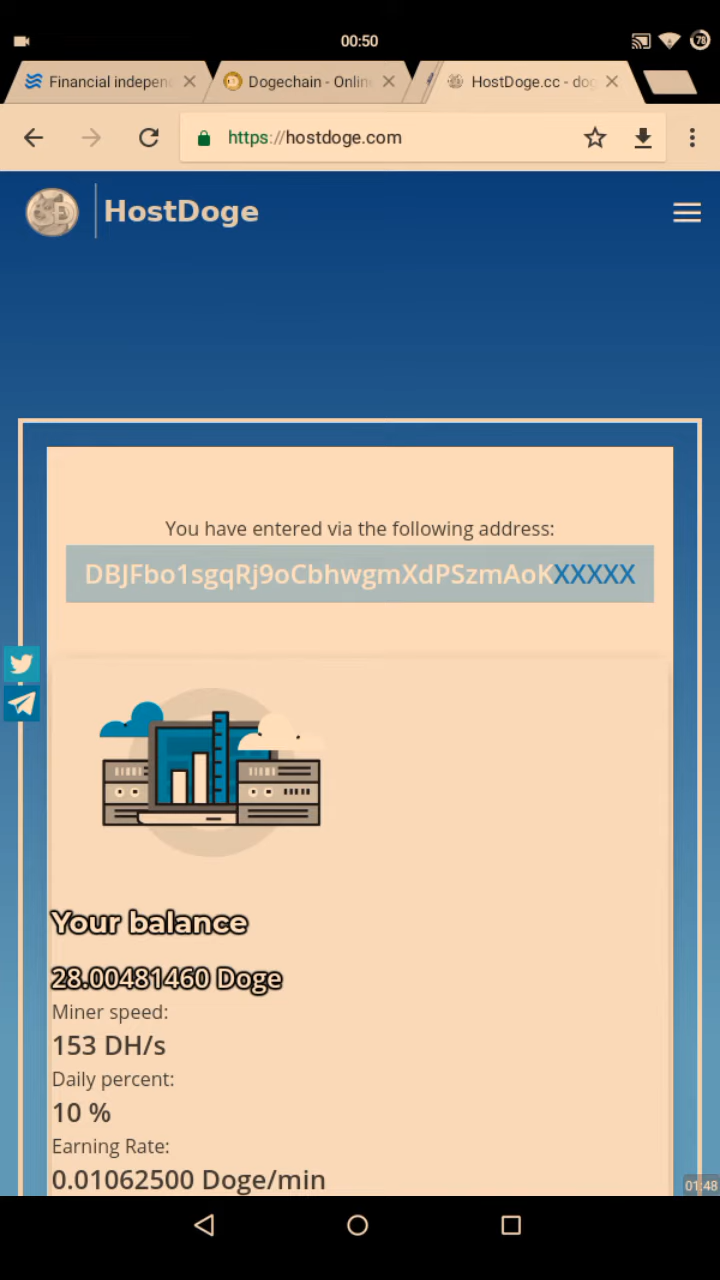 00:50
78
Financial indepen
Dogechain - Onlin
HostDoge.cc - dog
https://hostdoge.com
HostDoge
You have entered via the following address:
DBJFbo1sgqRj9oCbhwgmXdPSzmAoKXXXXX
Your balance
28.00481460 Doge
Miner speed:
153 DH/s
Daily percent:
10 %
Earning Rate:
0.01062500 Doge/min
01:48